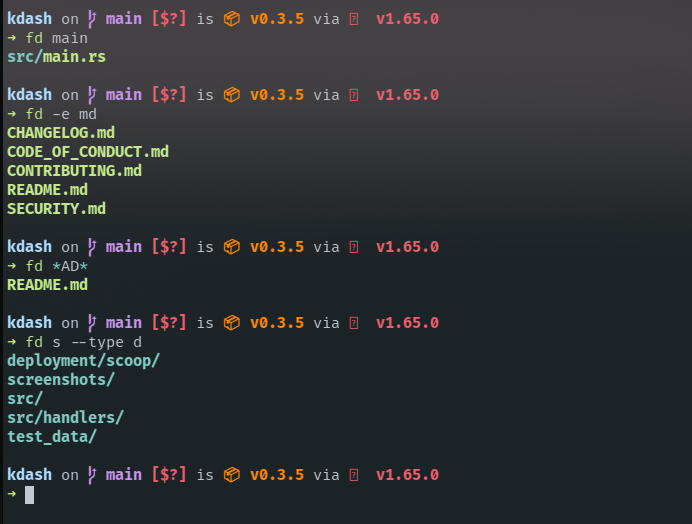 kdash on main [$?] is v0.3.5 via v1.65.0
→ fd main
src/main.rs
kdash on main [$?] is v0.3.5 via v1.65.0
→ fd -e md
CHANGELOG.md
CODE_OF_CONDUCT.md
CONTRIBUTING.md
README.md
SECURITY.md
kdash on main [$?] is v0.3.5 via v1.65.0
→ fd *AD*
README.md
kdash on main [$?] is v0.3.5 via v1.65.0
→ fd s --type d
deployment/scoop/
screenshots/
src/
src/handlers/
test_data/
kdash on main [$?] is v0.3.5 via v1.65.0
→